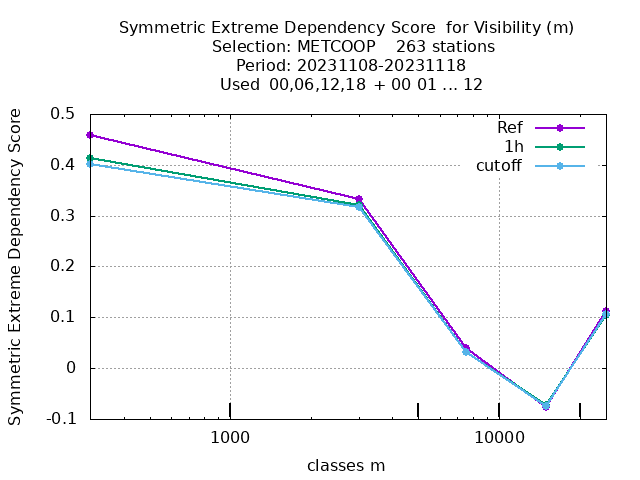 Symmetric Extreme Dependency Score  for Visibility (m)
Selection: METCOOP    263 stations
Period: 20231108-20231118
Used  00,06,12,18  + 00 01 ... 12
Symmetric Extreme Dependency Score
0.5
0.4
0.3
0.2
0.1
0
-0.1
Ref
1h
cutoff
1000
10000
classes m